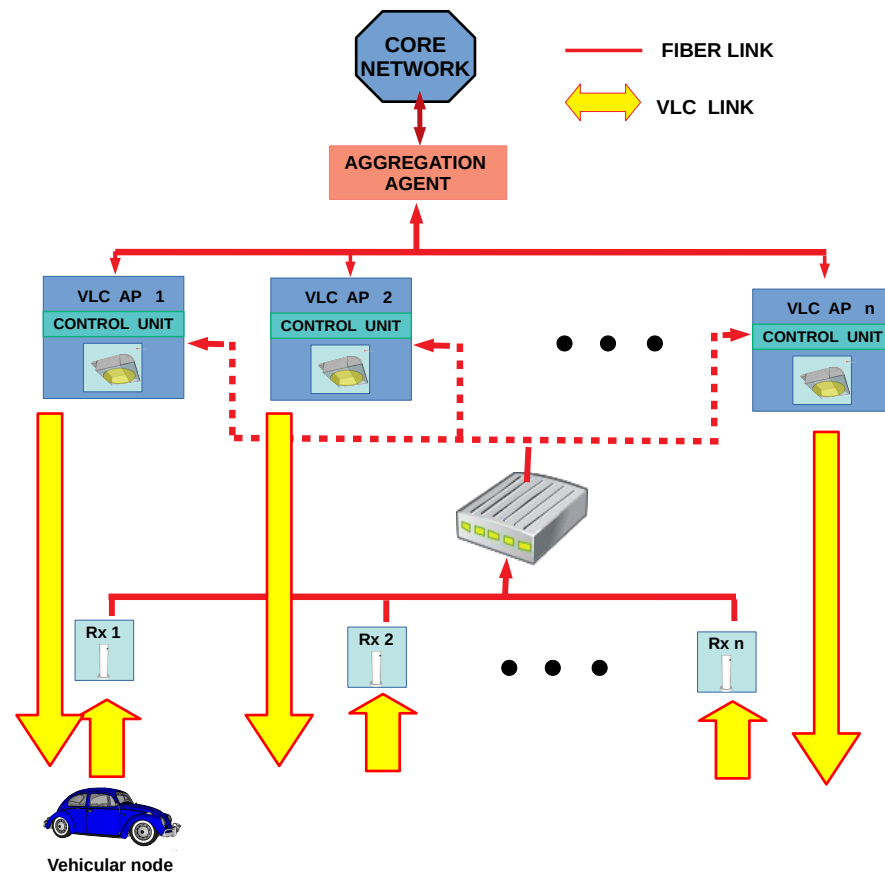 CORE
NETWORK
FIBER LINK
VLC LINK
AGGREGATION
AGENT
VLC AP 1
CONTROL UNIT
VLC AP 2
CONTROL UNIT
VLC AP n
CONTROL UNIT
Rx 1
Rx 2
Rx n
Vehicular node